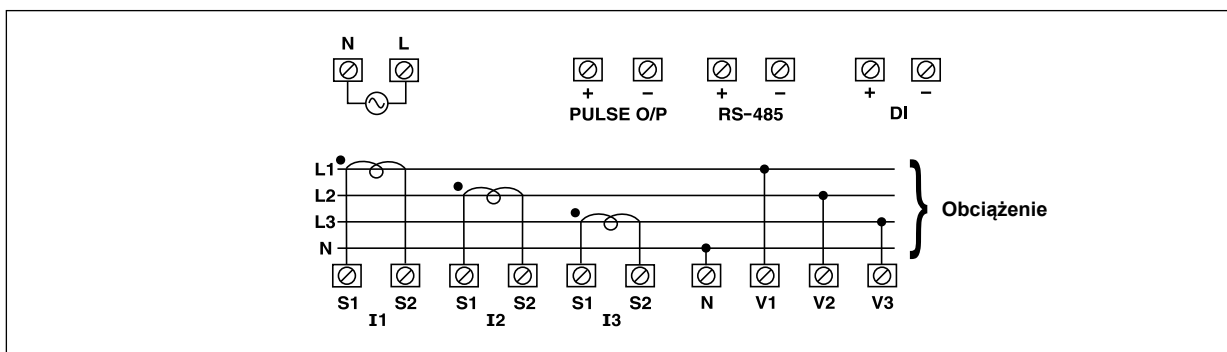 N L
+ − + − + −
PULSE O/P RS-485 DI
L1
L2
L3
N
Obciążenie
S1 S2 S1 S2 S1 S2 N V1 V2 V3
I1 I2 I3